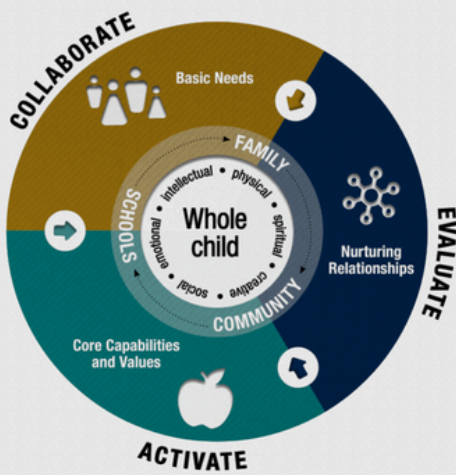 COLLABORATE
Basic Needs
EVALUATE
Nurturing
Relationships
ACTIVATE
Core Capabilities
and Values
FAMILY
COMMUNITY
SCHOOLS
intellectual • physical • spiritual • creative • social • emotional •
Whole
child